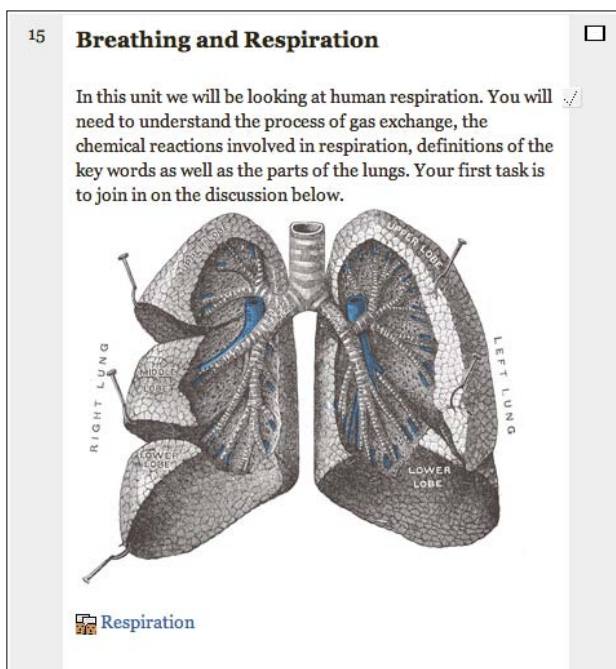 15
Breathing and Respiration
In this unit we will be looking at human respiration. You will
need to understand the process of gas exchange, the
chemical reactions involved in respiration, definitions of the
key words as well as the parts of the lungs. Your first task is
to join in on the discussion below.
UPPER LOBE
RIGHT LUNG
MIDDLE
LOBE
LOWER
LOBE
LEFT LUNG
LOWER
LOBE
Respiration